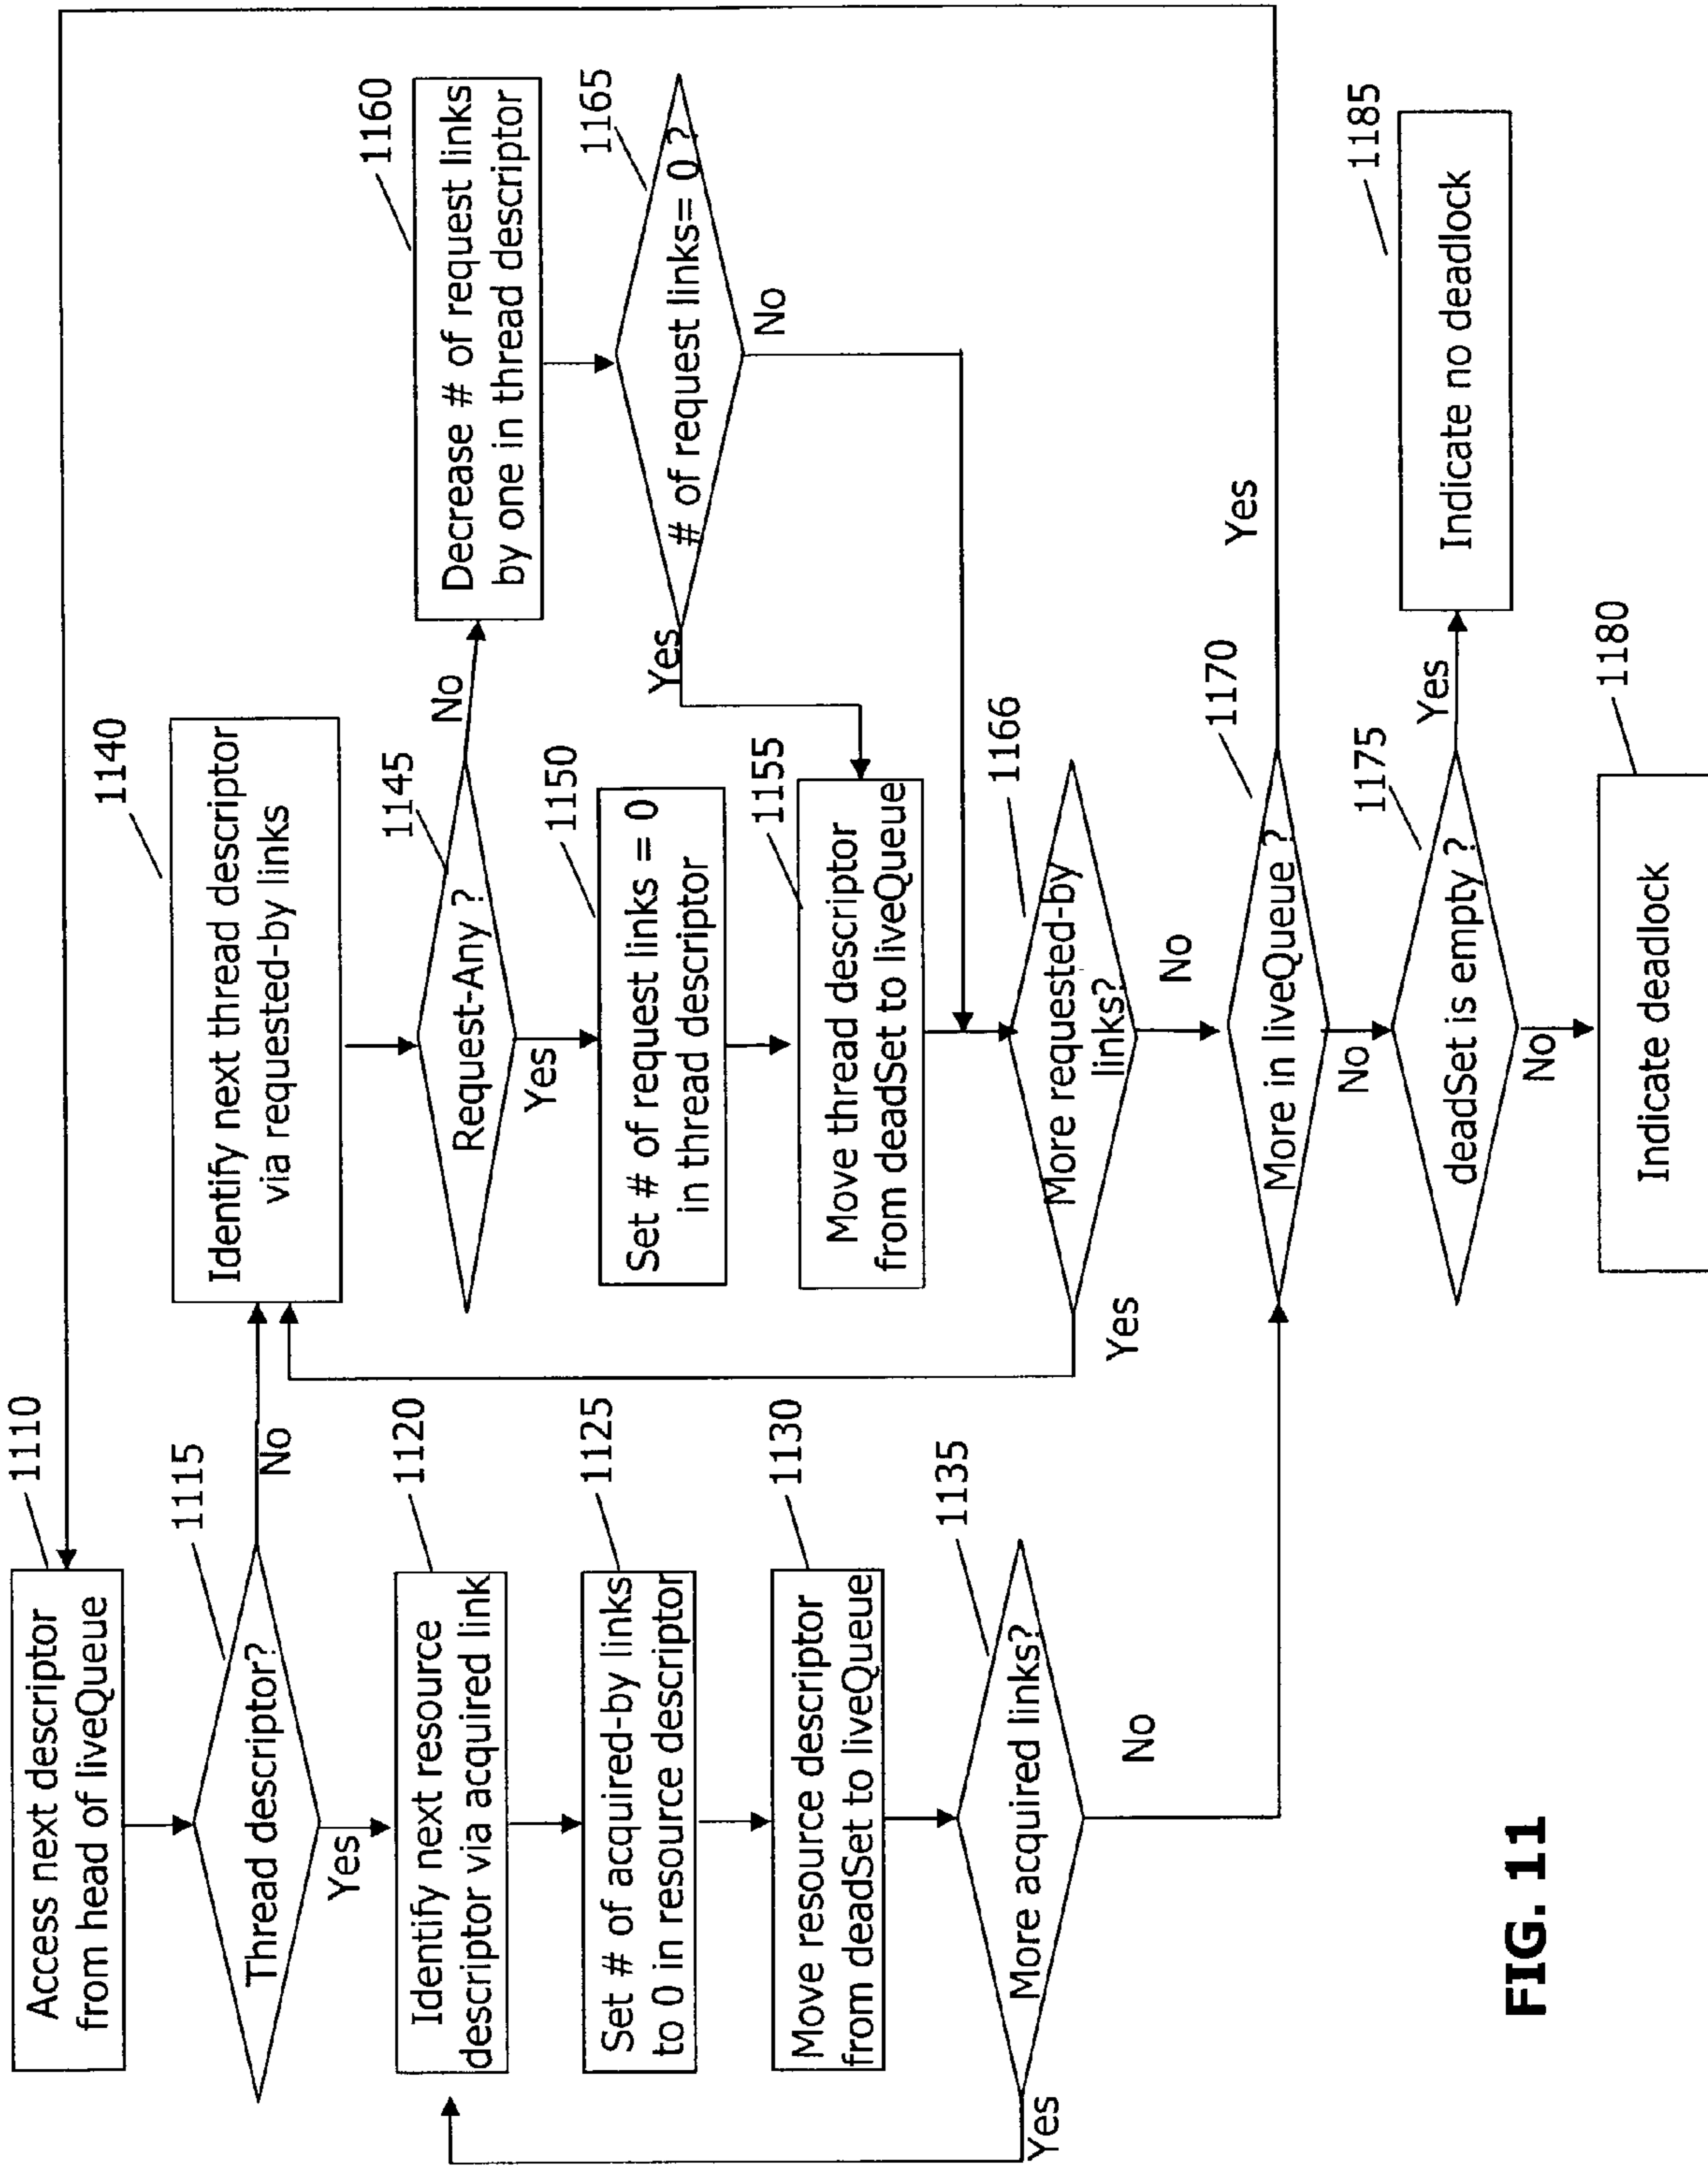 1110
Access next descriptor
from head of liveQueue
1115
Thread descriptor?
No
Yes
1120
Identify next resource
descriptor via acquired link
1125
Set # of acquired-by links
to 0 in resource descriptor
1130
Move resource descriptor
from deadSet to liveQueue
1135
More acquired links?
Yes
No
1140
Identify next thread descriptor
via requested-by links
1145
Request-Any ?
No
Yes
1150
Set # of request links = 0
in thread descriptor
1155
Move thread descriptor
from deadSet to liveQueue
1160
Decrease # of request links
by one in thread descriptor
1165
# of request links= 0 ?
Yes
No
1166
More requested-by
links?
Yes
No
1170
More in liveQueue ?
Yes
No
1175
deadSet is empty ?
Yes
No
1180
Indicate deadlock
1185
Indicate no deadlock
FIG. 11